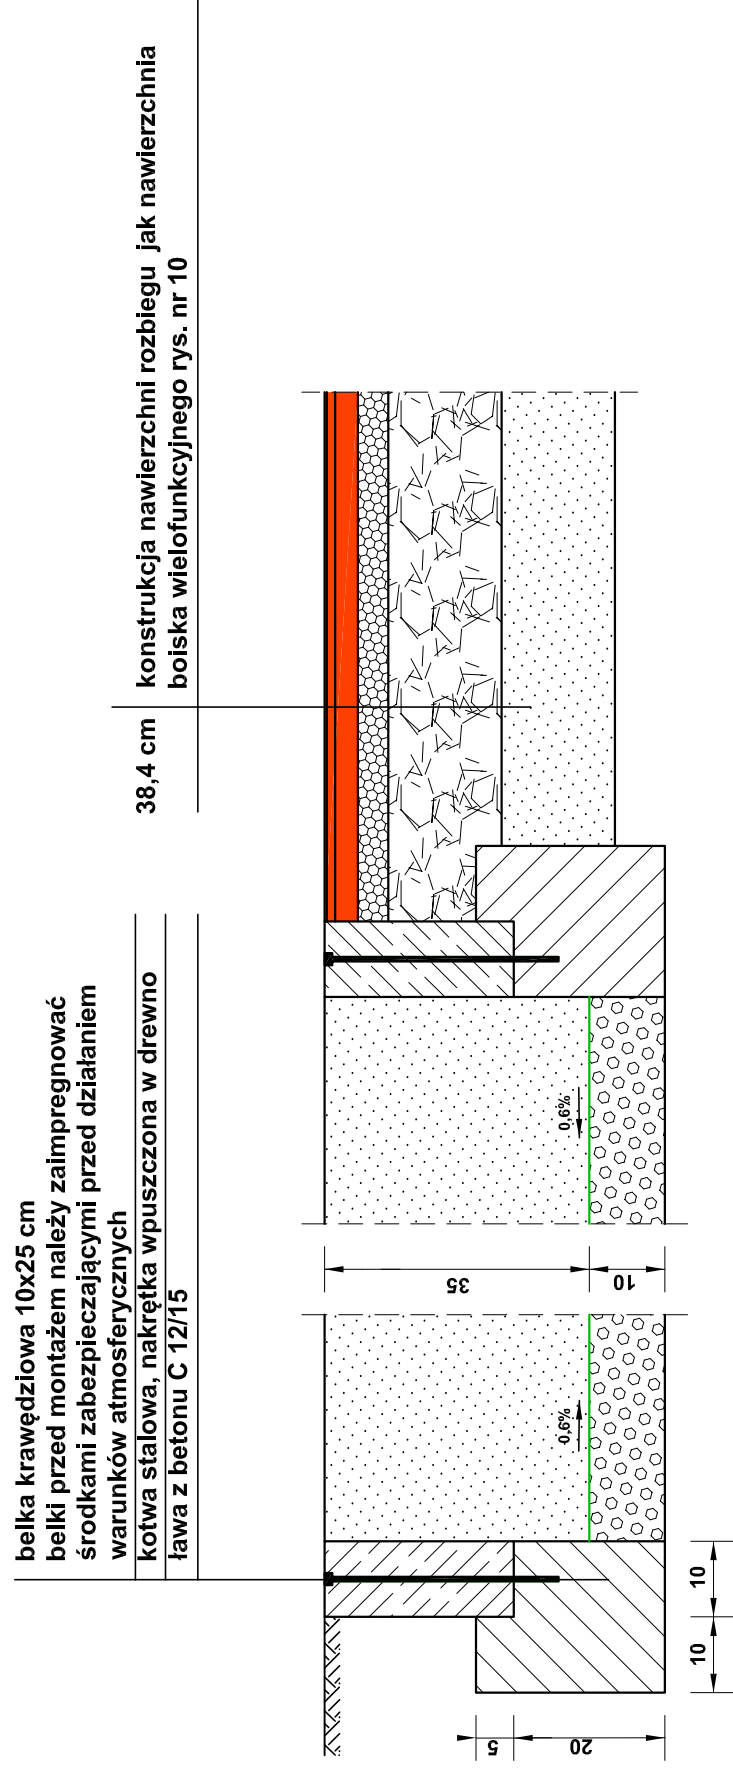 belka krawędziowa 10x25 cm
belki przed montażem należy zaimpregnować
środkami zabezpieczającymi przed działaniem
warunków atmosferycznych
kotwa stalowa, nakrętka wpuszczona w drewno
ława z betonu C 12/15
38,4 cm konstrukcja nawierzchni rozbiegu jak nawierzchnia
boiska wielofunkcyjnego rys. nr 10
0,6%
0,6%
35
10
10
10
5
20